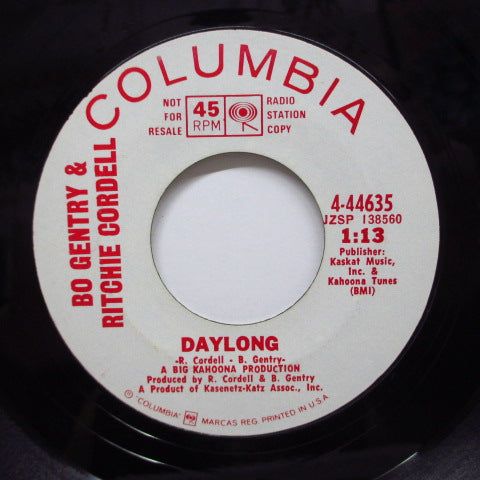 COLUMBIA
NOT
FOR
RESALE
45
RPM
RADIO
STATION
COPY
BO GENTRY &
RITCHIE CORDELL
4-44635
JZSP 138560
1:13
Publisher:
Kaskat Music,
Inc. &
Kahoona Tunes
(BMI)
DAYLONG
-R. Cordell - B. Gentry-
A BIG KAHOONA PRODUCTION
Produced by R. Cordell & B. Gentry
A Product of Kasenetz-Katz Assoc., Inc.
© "COLUMBIA" MARCAS REG. PRINTED IN U.S.A